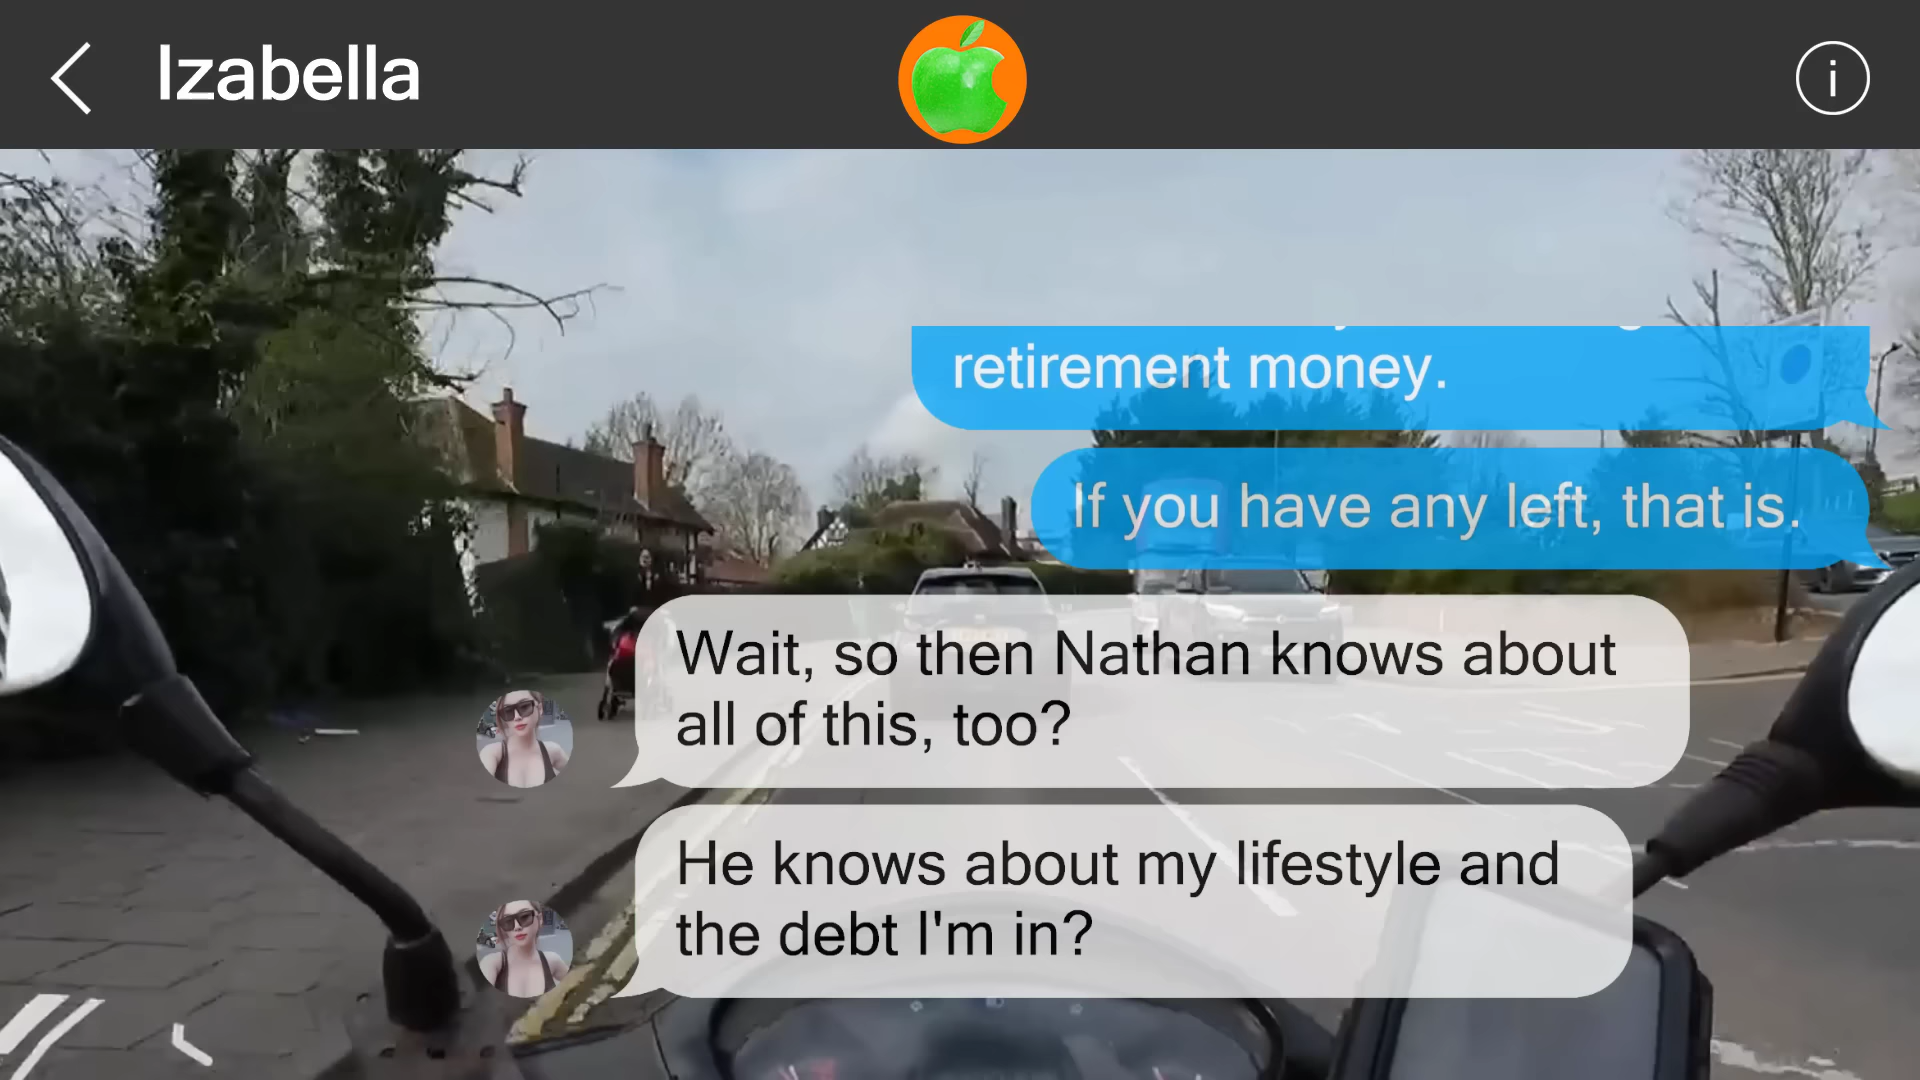 Izabella
retirement money.
If you have any left, that is.
Wait, so then Nathan knows about
all of this, too?
He knows about my lifestyle and
the debt I'm in?